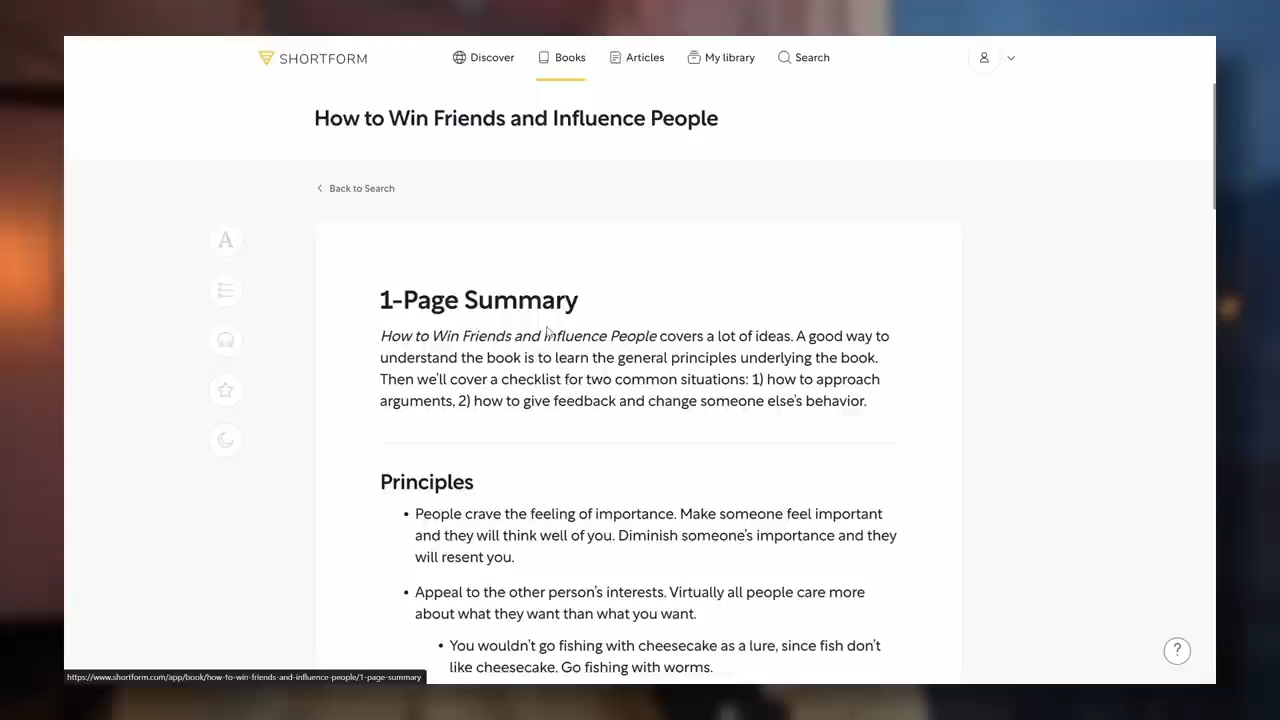 SHORTFORM
Discover
Books
Articles
My library
Search
How to Win Friends and Influence People
Back to Search
A
1-Page Summary
How to Win Friends and Influence People covers a lot of ideas. A good way to
understand the book is to learn the general principles underlying the book.
Then we'll cover a checklist for two common situations: 1) how to approach
arguments, 2) how to give feedback and change someone else's behavior.
Principles
• People crave the feeling of importance. Make someone feel important
and they will think well of you. Diminish someone's importance and they
will resent you.
• Appeal to the other person's interests. Virtually all people care more
about what they want than what you want.
• You wouldn't go fishing with cheesecake as a lure, since fish don't
like cheesecake. Go fishing with worms.
?
https://www.shortform.com/app/book/how-to-win-friends-and-influence-people/1-page-summary